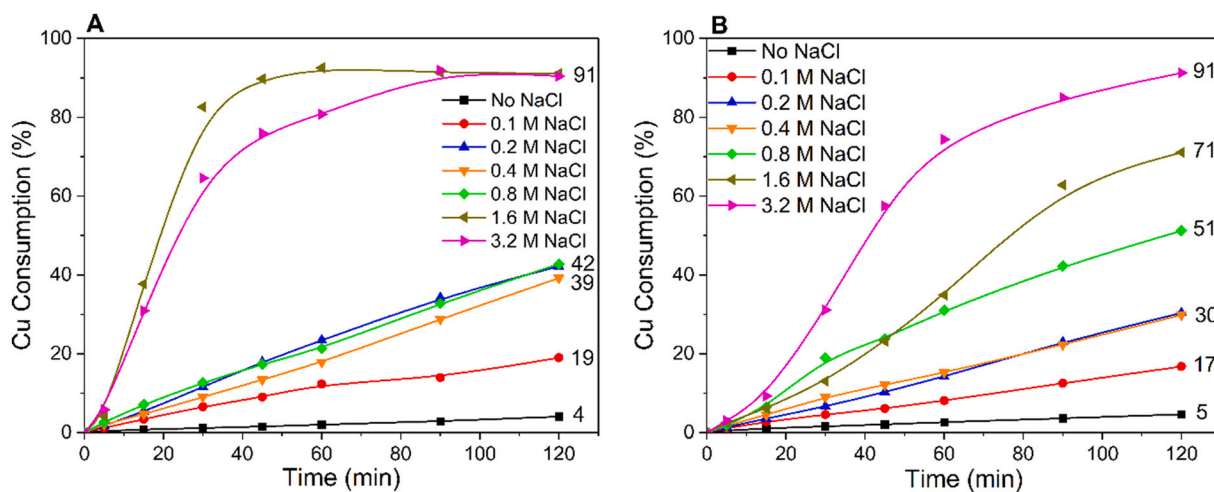 A
Cu Consumption (%)
100
80
60
40
20
0
0 20 40 60 80 100 120
Time (min)
No NaCl
0.1 M NaCl
0.2 M NaCl
0.4 M NaCl
0.8 M NaCl
1.6 M NaCl
3.2 M NaCl
91
42
39
19
4
B
Cu Consumption (%)
100
80
60
40
20
0
0 20 40 60 80 100 120
Time (min)
No NaCl
0.1 M NaCl
0.2 M NaCl
0.4 M NaCl
0.8 M NaCl
1.6 M NaCl
3.2 M NaCl
91
71
51
30
17
5